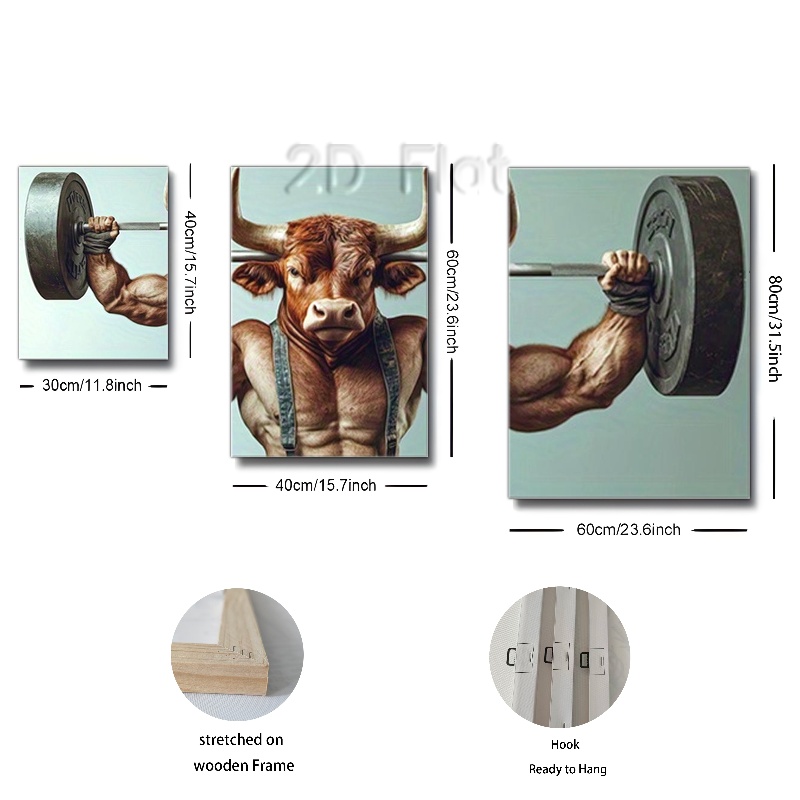 2D Flat
40cm/15.7inch
30cm/11.8inch
60cm/23.6inch
40cm/15.7inch
80cm/31.5inch
60cm/23.6inch
stretched on
wooden Frame
Hook
Ready to Hang